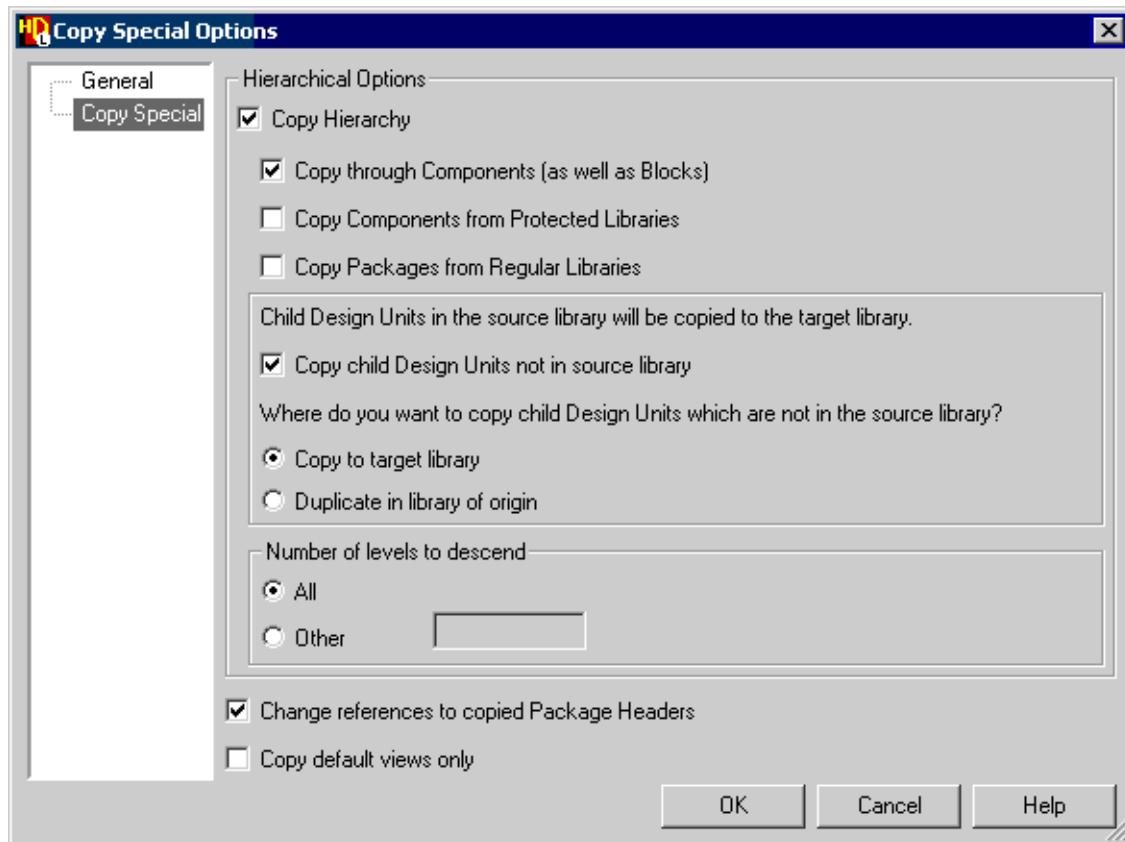 HDL Copy Special Options
General
Copy Special
Hierarchical Options
Copy Hierarchy
Copy through Components (as well as Blocks)
Copy Components from Protected Libraries
Copy Packages from Regular Libraries
Child Design Units in the source library will be copied to the target library.
Copy child Design Units not in source library
Where do you want to copy child Design Units which are not in the source library?
Copy to target library
Duplicate in library of origin
Number of levels to descend
All
Other
Change references to copied Package Headers
Copy default views only
OK Cancel Help